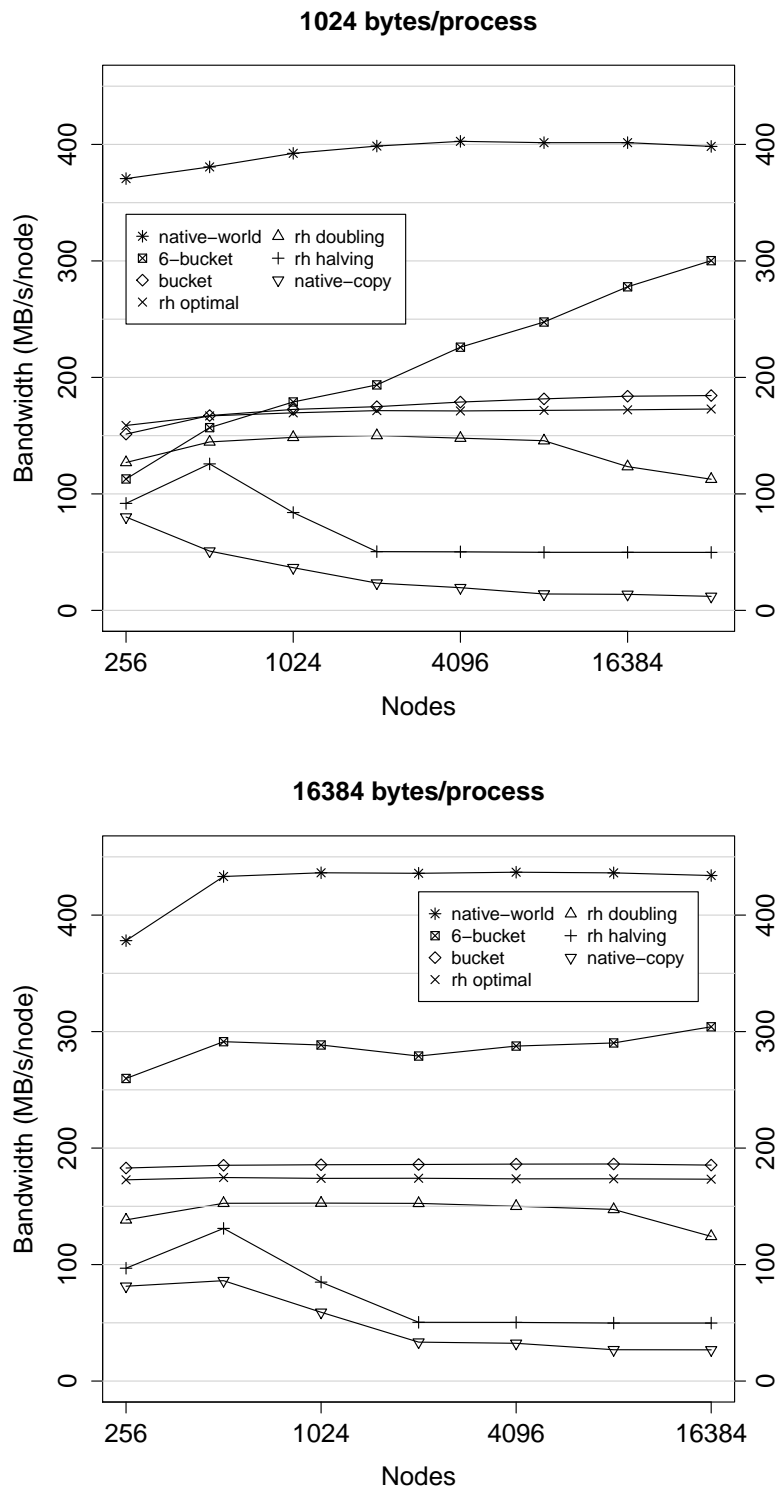 1024 bytes/process
Bandwidth (MB/s/node)
400
300
200
100
0
400
300
200
100
0
native−world
6−bucket
bucket
rh optimal
rh doubling
rh halving
native−copy
256 1024 4096 16384
Nodes
16384 bytes/process
Bandwidth (MB/s/node)
400
300
200
100
0
400
300
200
100
0
native−world
6−bucket
bucket
rh optimal
rh doubling
rh halving
native−copy
256 1024 4096 16384
Nodes